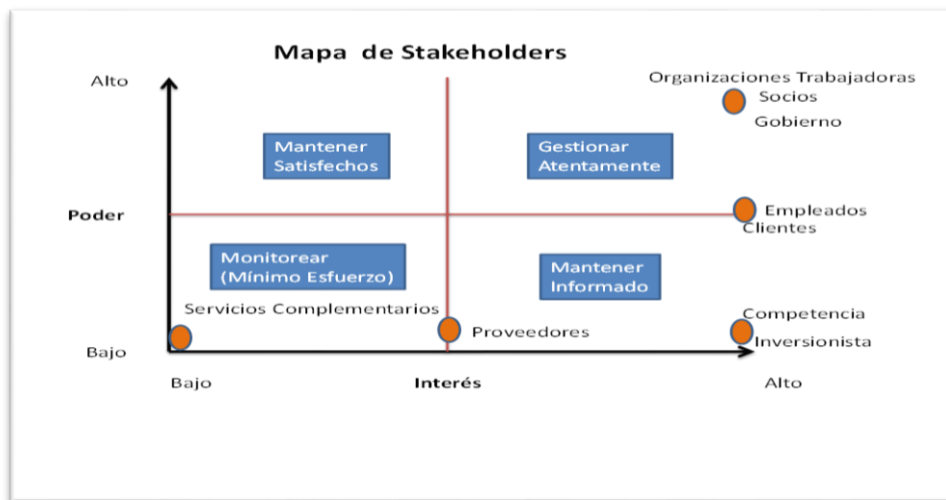 Mapa de Stakeholders
Alto
Organizaciones Trabajadoras
Socios
Gobierno
Mantener
Satisfechos
Gestionar
Atentamente
Poder
Empleados
Clientes
Monitorear
(Mínimo Esfuerzo)
Mantener
Informado
Servicios Complementarios
Proveedores
Competencia
Inversionista
Bajo
Bajo
Interés
Alto